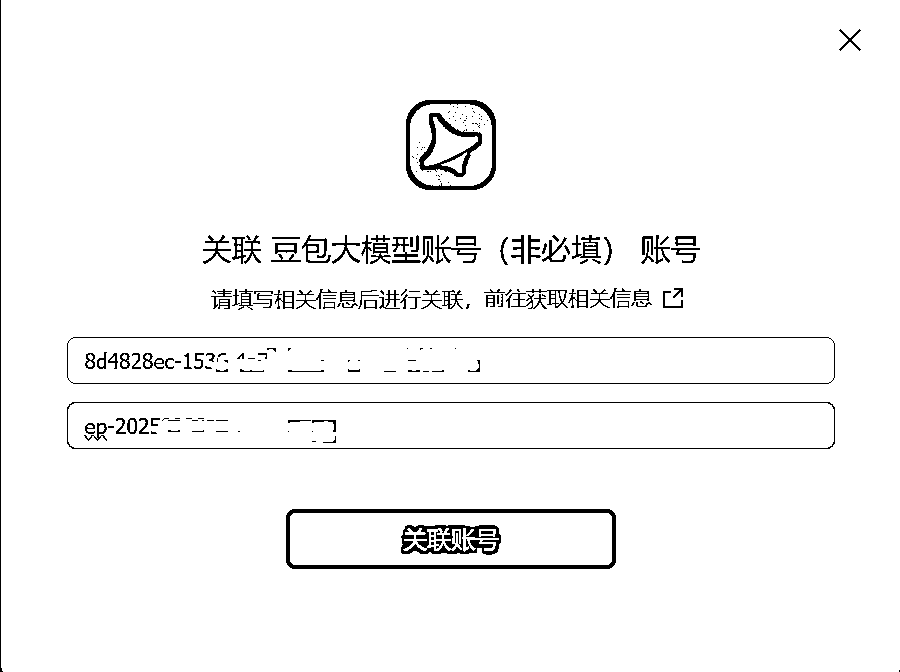 关联 豆包大模型账号（非必填） 账号
请填写相关信息后进行关联，前往获取相关信息
8d4828ec-153
ep-2025
关联账号